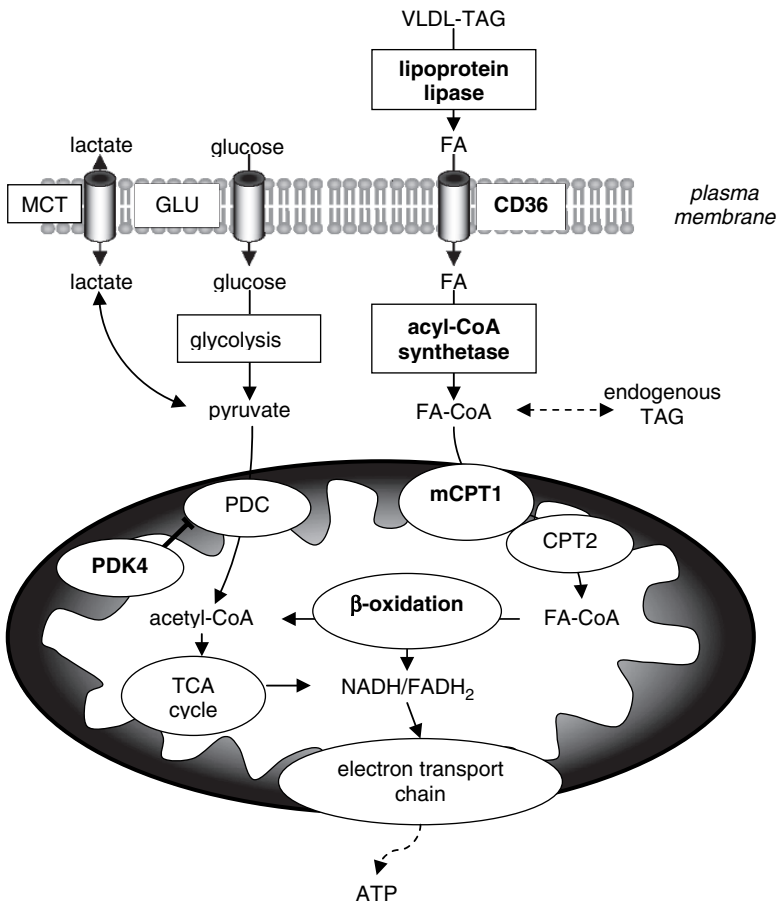 VLDL-TAG
lipoprotein
lipase
lactate
glucose
FA
MCT
GLU
CD36
plasma
membrane
lactate
glucose
FA
glycolysis
acyl-CoA
synthetase
pyruvate
FA-CoA
endogenous
TAG
PDC
mCPT1
PDK4
CPT2
acetyl-CoA
β-oxidation
FA-CoA
TCA
cycle
NADH/FADH₂
electron transport
chain
ATP